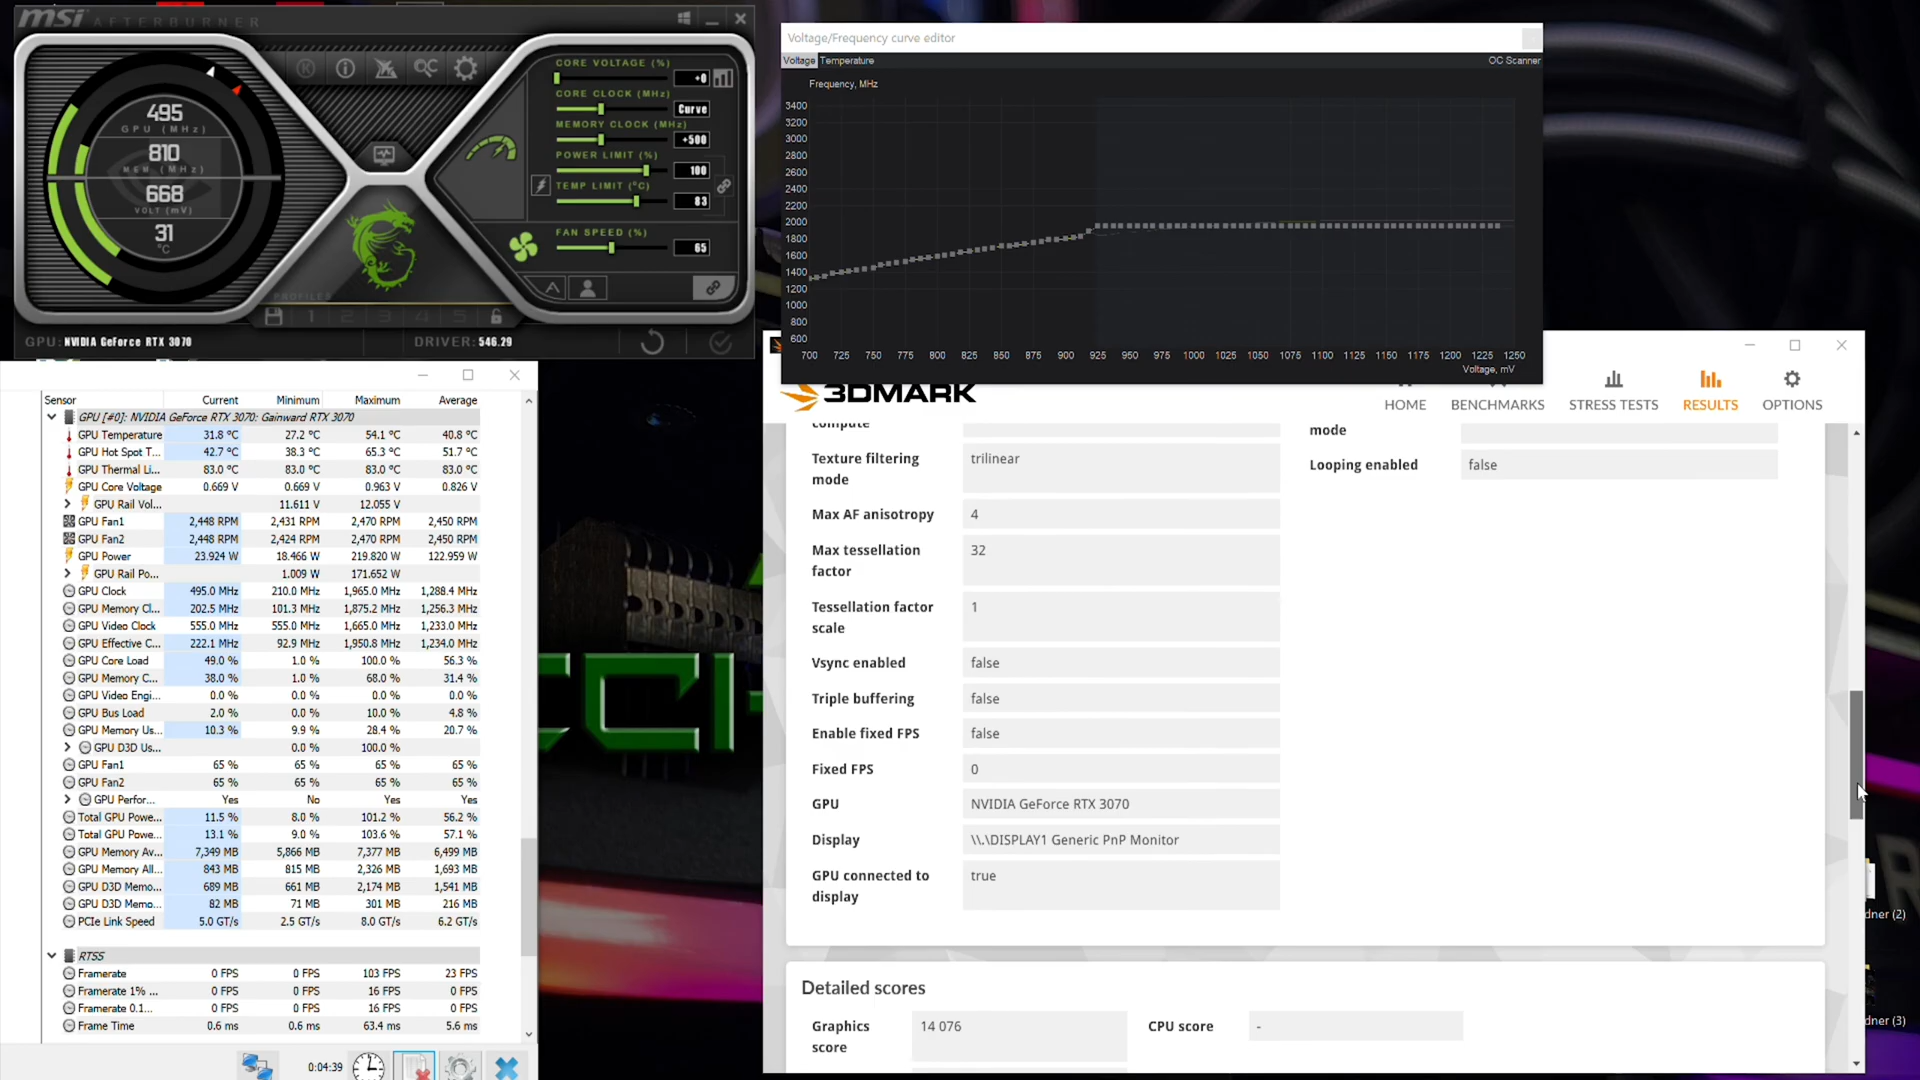 msi AFTERBURNER
495
GPU (MHz)
810
MEM (MHz)
668
VOLT (mV)
31
°C
CORE VOLTAGE (%)
+0
CORE CLOCK (MHz)
Curve
MEMORY CLOCK (MHz)
+500
POWER LIMIT (%)
100
TEMP LIMIT (°C)
83
FAN SPEED (%)
65
PROFILES
1 2 3 4 5
GPU: NVIDIA GeForce RTX 3070
DRIVER: 546.29
Voltage/Frequency curve editor
Voltage Temperature
OC Scanner
Frequency, MHz
3400
3200
3000
2800
2600
2400
2200
2000
1800
1600
1400
1200
1000
800
600
700 725 750 775 800 825 850 875 900 925 950 975 1000 1025 1050 1075 1100 1125 1150 1175 1200 1225 1250
Voltage, mV
Sensor Current Minimum Maximum Average
GPU [#0]: NVIDIA GeForce RTX 3070: Gainward RTX 3070
GPU Temperature 31.8 °C 27.2 °C 54.1 °C 40.8 °C
GPU Hot Spot T... 42.7 °C 38.3 °C 65.3 °C 51.7 °C
GPU Thermal Li... 83.0 °C 83.0 °C 83.0 °C 83.0 °C
GPU Core Voltage 0.669 V 0.669 V 0.963 V 0.826 V
GPU Rail Vol... 11.611 V 12.055 V
GPU Fan1 2,448 RPM 2,431 RPM 2,470 RPM 2,450 RPM
GPU Fan2 2,448 RPM 2,424 RPM 2,470 RPM 2,450 RPM
GPU Power 23.924 W 18.466 W 219.820 W 122.959 W
GPU Rail Po... 1.009 W 171.652 W
GPU Clock 495.0 MHz 210.0 MHz 1,965.0 MHz 1,288.4 MHz
GPU Memory Cl... 202.5 MHz 101.3 MHz 1,875.2 MHz 1,256.3 MHz
GPU Video Clock 555.0 MHz 555.0 MHz 1,665.0 MHz 1,233.0 MHz
GPU Effective C... 222.1 MHz 92.9 MHz 1,950.8 MHz 1,234.0 MHz
GPU Core Load 49.0 % 1.0 % 100.0 % 56.3 %
GPU Memory C... 38.0 % 1.0 % 68.0 % 31.4 %
GPU Video Engi... 0.0 % 0.0 % 0.0 % 0.0 %
GPU Bus Load 2.0 % 0.0 % 10.0 % 4.8 %
GPU Memory Us... 10.3 % 9.9 % 28.4 % 20.7 %
GPU D3D Us... 0.0 % 100.0 %
GPU Fan1 65 % 65 % 65 % 65 %
GPU Fan2 65 % 65 % 65 % 65 %
GPU Perfor... Yes No Yes Yes
Total GPU Powe... 11.5 % 8.0 % 101.2 % 56.2 %
Total GPU Powe... 13.1 % 9.0 % 103.6 % 57.1 %
GPU Memory Av... 7,349 MB 5,866 MB 7,377 MB 6,499 MB
GPU Memory All... 843 MB 815 MB 2,326 MB 1,693 MB
GPU D3D Memo... 689 MB 661 MB 2,174 MB 1,541 MB
GPU D3D Memo... 82 MB 71 MB 301 MB 216 MB
PCIe Link Speed 5.0 GT/s 2.5 GT/s 8.0 GT/s 6.2 GT/s
RTSS
Framerate 0 FPS 0 FPS 103 FPS 23 FPS
Framerate 1% ... 0 FPS 0 FPS 16 FPS 0 FPS
Framerate 0.1... 0 FPS 0 FPS 16 FPS 0 FPS
Frame Time 0.6 ms 0.6 ms 63.4 ms 5.6 ms
0:04:39
3DMARK
HOME BENCHMARKS STRESS TESTS RESULTS OPTIONS
compute
mode
Texture filtering mode trilinear
Looping enabled false
Max AF anisotropy 4
Max tessellation factor 32
Tessellation factor scale 1
Vsync enabled false
Triple buffering false
Enable fixed FPS false
Fixed FPS 0
GPU NVIDIA GeForce RTX 3070
Display \\.\DISPLAY1 Generic PnP Monitor
GPU connected to display true
Detailed scores
Graphics score 14 076
CPU score -
dner (2)
dner (3)